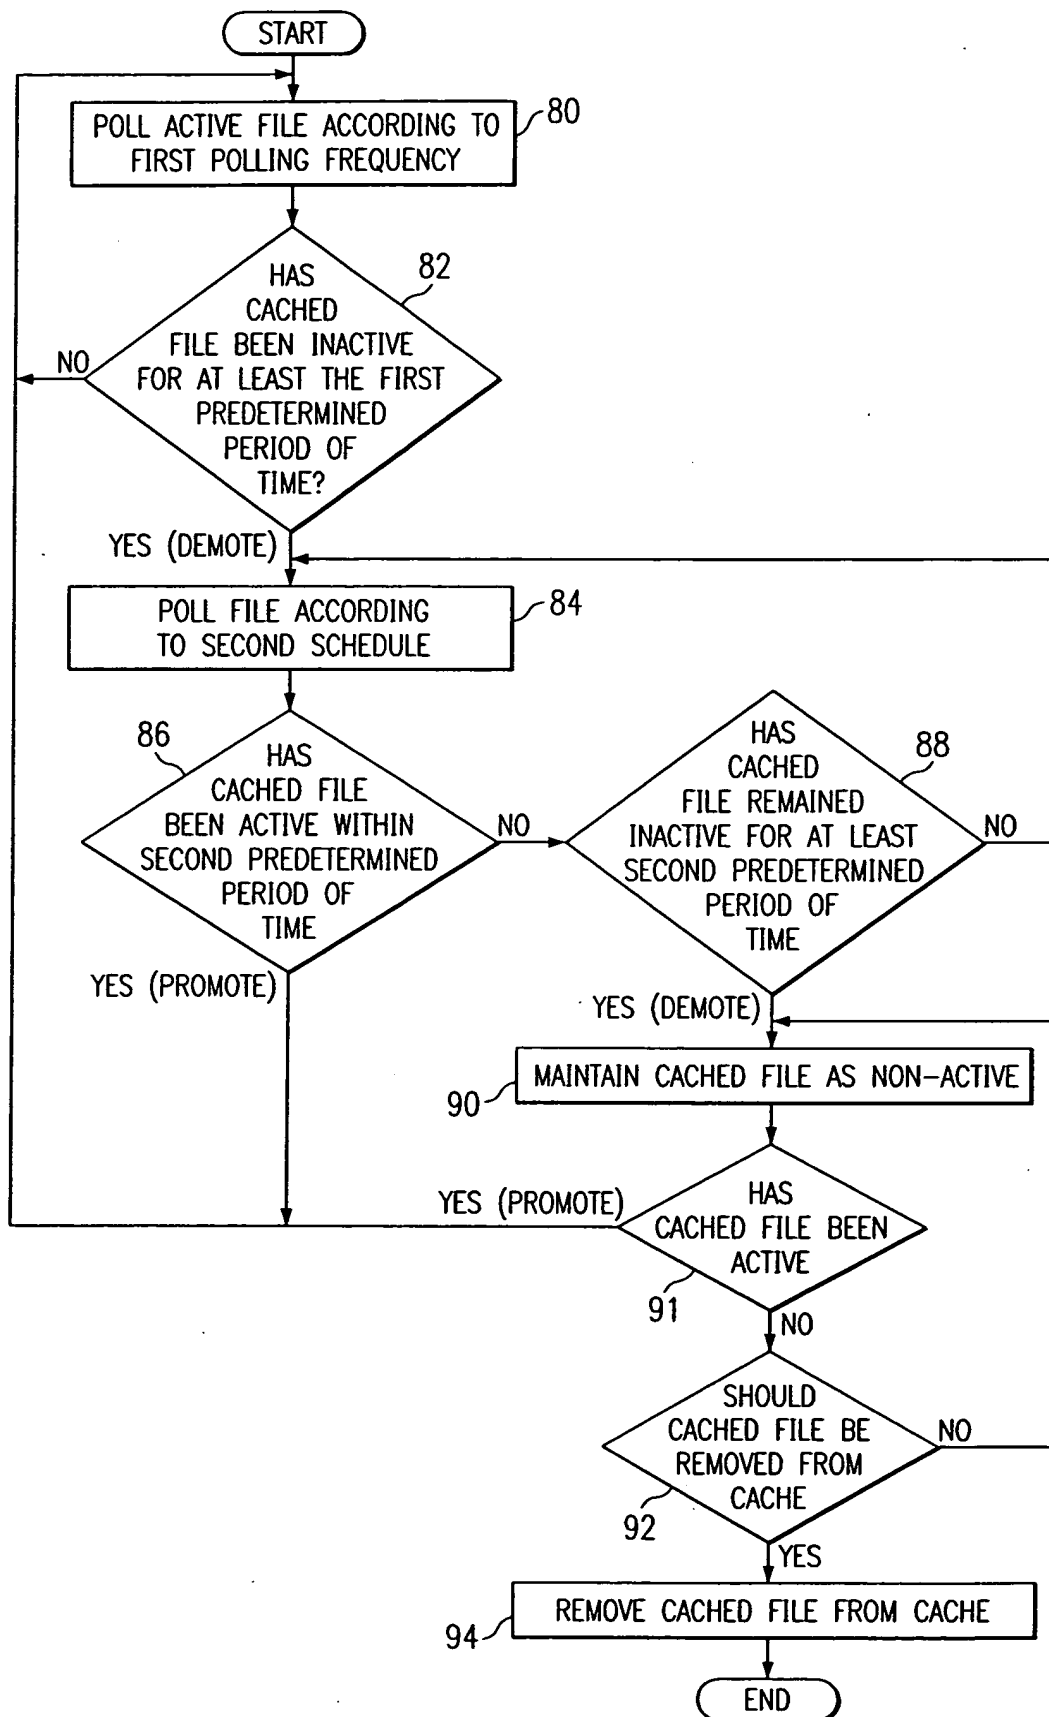 START
POLL ACTIVE FILE ACCORDING TO
FIRST POLLING FREQUENCY
80
HAS
CACHED
FILE BEEN INACTIVE
FOR AT LEAST THE FIRST
PREDETERMINED
PERIOD OF
TIME?
82
NO
YES (DEMOTE)
POLL FILE ACCORDING
TO SECOND SCHEDULE
84
86
HAS
CACHED FILE
BEEN ACTIVE WITHIN
SECOND PREDETERMINED
PERIOD OF
TIME
NO
YES (PROMOTE)
HAS
CACHED
FILE REMAINED
INACTIVE FOR AT LEAST
SECOND PREDETERMINED
PERIOD OF
TIME
88
NO
YES (DEMOTE)
MAINTAIN CACHED FILE AS NON-ACTIVE
90
YES (PROMOTE)
HAS
CACHED FILE BEEN
ACTIVE
91
NO
SHOULD
CACHED FILE BE
REMOVED FROM
CACHE
92
NO
YES
REMOVE CACHED FILE FROM CACHE
94
END